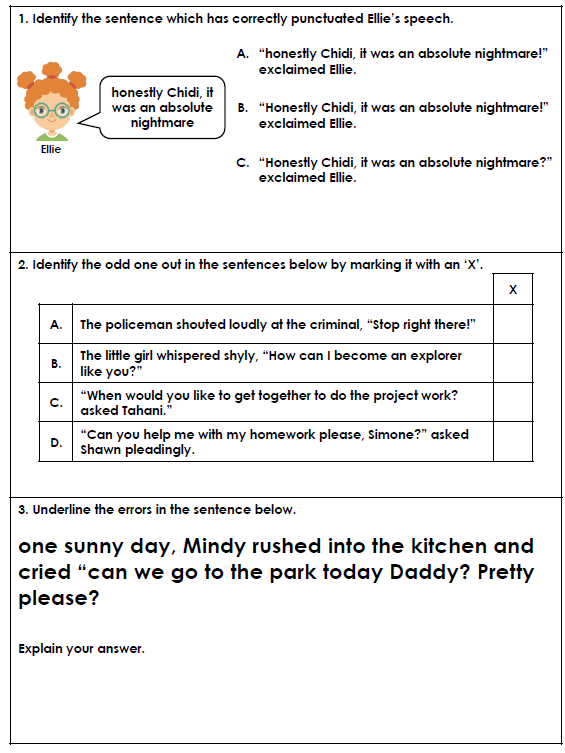 1. Identify the sentence which has correctly punctuated Ellie’s speech.
honestly Chidi, it
was an absolute
nightmare
Ellie
A. “honestly Chidi, it was an absolute nightmare!”
exclaimed Ellie.
B. “Honestly Chidi, it was an absolute nightmare!”
exclaimed Ellie.
C. “Honestly Chidi, it was an absolute nightmare?”
exclaimed Ellie.
2. Identify the odd one out in the sentences below by marking it with an ‘X’.
X
A. The policeman shouted loudly at the criminal, “Stop right there!”
B. The little girl whispered shyly, “How can I become an explorer
like you?”
C. “When would you like to get together to do the project work?
asked Tahani.”
D. “Can you help me with my homework please, Simone?” asked
Shawn pleadingly.
3. Underline the errors in the sentence below.
one sunny day, Mindy rushed into the kitchen and
cried “can we go to the park today Daddy? Pretty
please?
Explain your answer.